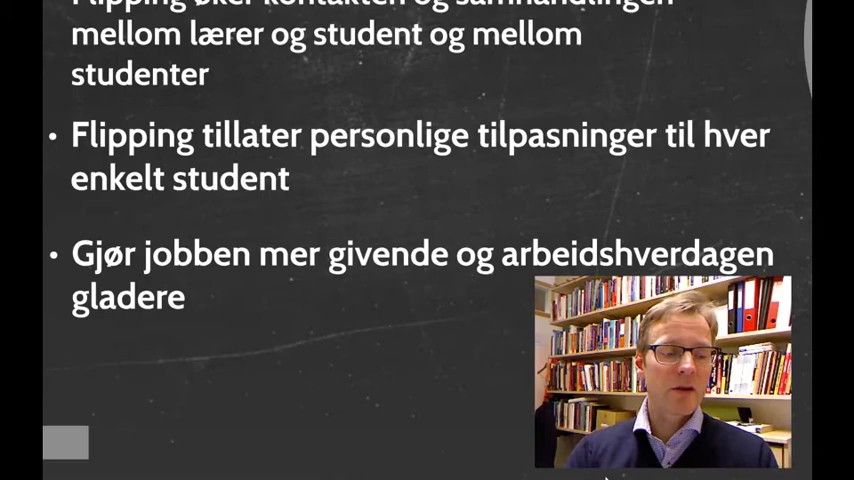 Flipping øker kontakten og samhandlingen
mellom lærer og student og mellom
studenter
• Flipping tillater personlige tilpasninger til hver
enkelt student
• Gjør jobben mer givende og arbeidshverdagen
gladere